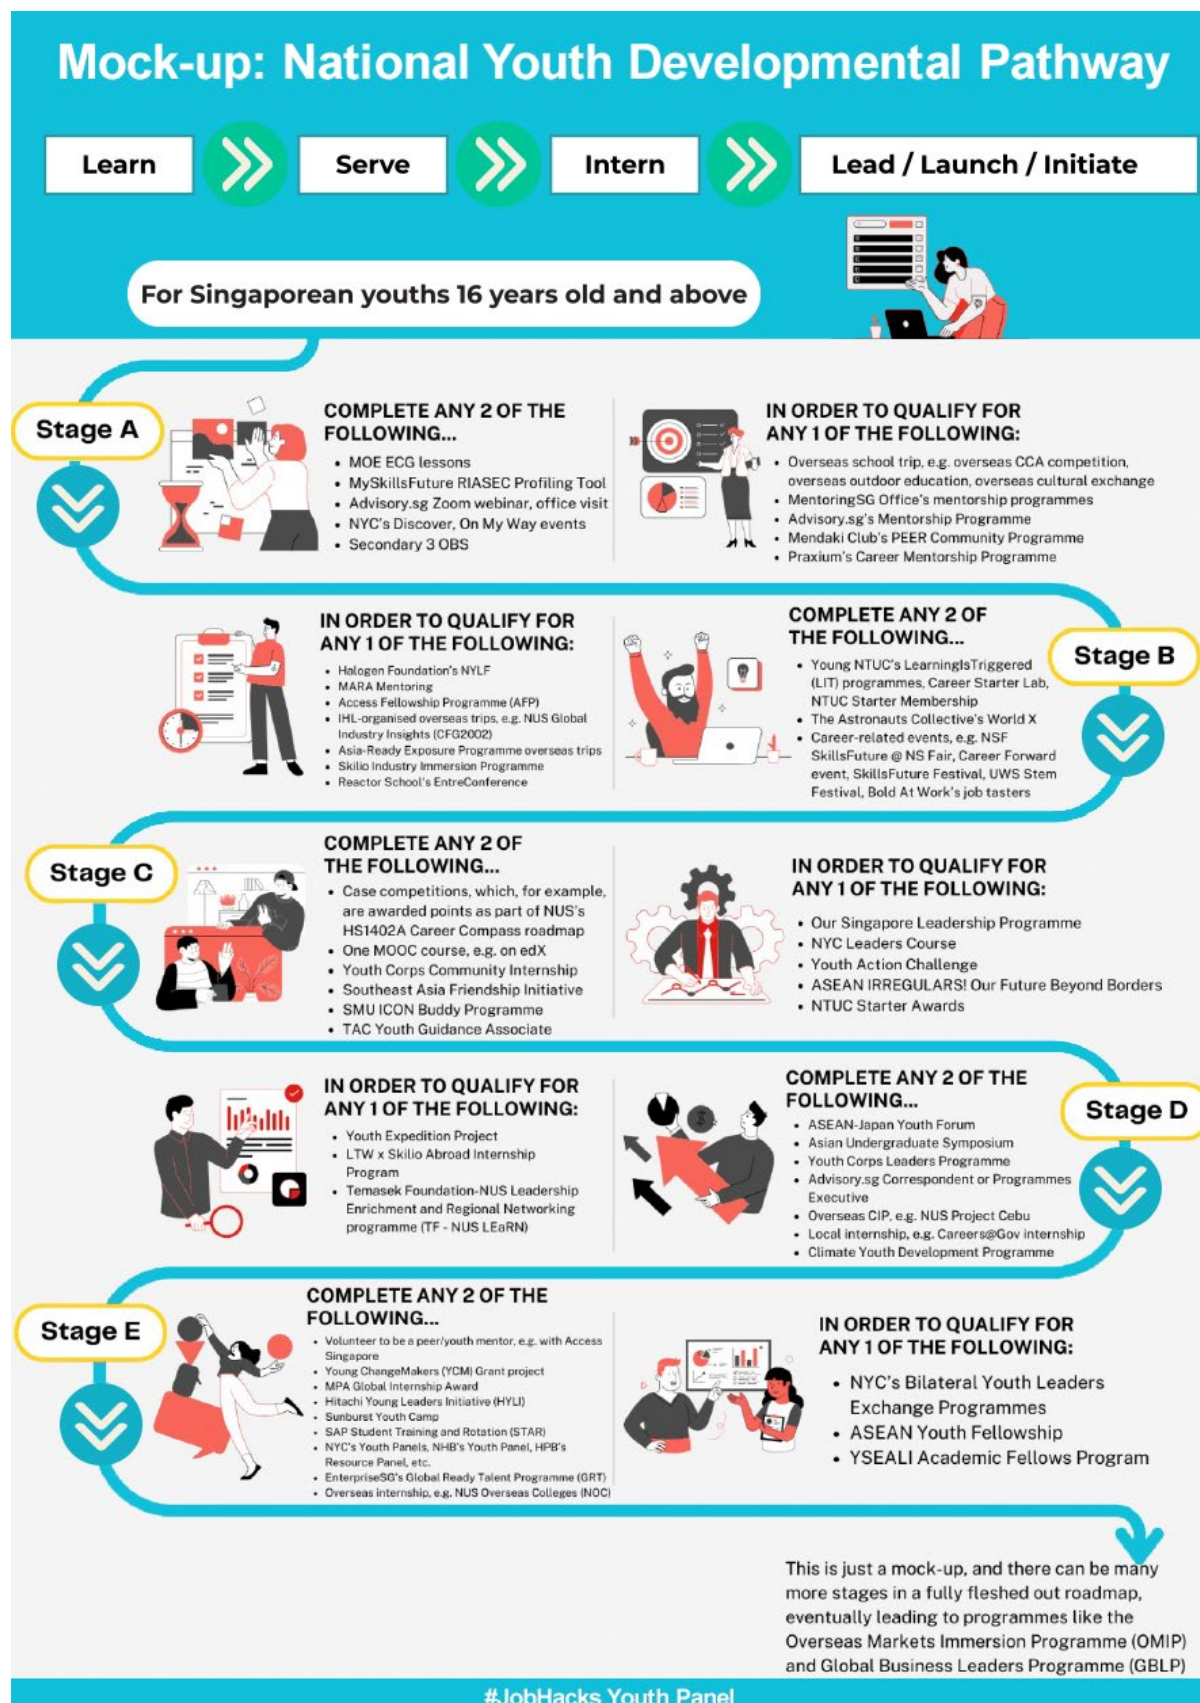 Mock-up: National Youth Developmental Pathway
Learn
Serve
Intern
Lead / Launch / Initiate
For Singaporean youths 16 years old and above
Stage A
COMPLETE ANY 2 OF THE
FOLLOWING...
• MOE ECG lessons
• MySkillsFuture RIASEC Profiling Tool
• Advisory.sg Zoom webinar, office visit
• NYC's Discover, On My Way events
• Secondary 3 OBS
IN ORDER TO QUALIFY FOR
ANY 1 OF THE FOLLOWING:
• Overseas school trip, e.g. overseas CCA competition,
overseas outdoor education, overseas cultural exchange
• MentoringSG Office's mentorship programmes
• Advisory.sg's Mentorship Programme
• Mendaki Club's PEER Community Programme
• Praxium's Career Mentorship Programme
Stage B
COMPLETE ANY 2 OF
THE FOLLOWING...
• Young NTUC's LearningIsTriggered
(LIT) programmes, Career Starter Lab,
NTUC Starter Membership
• The Astronauts Collective's World X
• Career-related events, e.g. NSF
SkillsFuture @ NS Fair, Career Forward
event, SkillsFuture Festival, UWS Stem
Festival, Bold At Work's job tasters
IN ORDER TO QUALIFY FOR
ANY 1 OF THE FOLLOWING:
• Halogen Foundation's NYLF
• MARA Mentoring
• Access Fellowship Programme (AFP)
• IHL-organised overseas trips, e.g. NUS Global
Industry Insights (CFG2002)
• Asia-Ready Exposure Programme overseas trips
• Skilio Industry Immersion Programme
• Reactor School's EntreConference
Stage C
COMPLETE ANY 2 OF
THE FOLLOWING...
• Case competitions, which, for example,
are awarded points as part of NUS's
HS1402A Career Compass roadmap
• One MOOC course, e.g. on edX
• Youth Corps Community Internship
• Southeast Asia Friendship Initiative
• SMU ICON Buddy Programme
• TAC Youth Guidance Associate
IN ORDER TO QUALIFY FOR
ANY 1 OF THE FOLLOWING:
• Our Singapore Leadership Programme
• NYC Leaders Course
• Youth Action Challenge
• ASEAN IRREGULARS! Our Future Beyond Borders
• NTUC Starter Awards
Stage D
COMPLETE ANY 2 OF THE
FOLLOWING...
• ASEAN-Japan Youth Forum
• Asian Undergraduate Symposium
• Youth Corps Leaders Programme
• Advisory.sg Correspondent or Programmes
Executive
• Overseas CIP, e.g. NUS Project Cebu
• Local internship, e.g. Careers@Gov internship
• Climate Youth Development Programme
IN ORDER TO QUALIFY FOR
ANY 1 OF THE FOLLOWING:
• Youth Expedition Project
• LTW x Skilio Abroad Internship
Program
• Temasek Foundation-NUS Leadership
Enrichment and Regional Networking
programme (TF - NUS LEaRN)
Stage E
COMPLETE ANY 2 OF THE
FOLLOWING...
• Volunteer to be a peer/youth mentor, e.g. with Access
Singapore
• Young ChangeMakers (YCM) Grant project
• MPA Global Internship Award
• Hitachi Young Leaders Initiative (HYLI)
• Sunburst Youth Camp
• SAP Student Training and Rotation (STAR)
• NYC's Youth Panels, NHB's Youth Panel, HPB's
Resource Panel, etc.
• EnterpriseSG's Global Ready Talent Programme (GRT)
• Overseas internship, e.g. NUS Overseas Colleges (NOC)
IN ORDER TO QUALIFY FOR
ANY 1 OF THE FOLLOWING:
• NYC's Bilateral Youth Leaders
Exchange Programmes
• ASEAN Youth Fellowship
• YSEALI Academic Fellows Program
This is just a mock-up, and there can be many
more stages in a fully fleshed out roadmap,
eventually leading to programmes like the
Overseas Markets Immersion Programme (OMIP)
and Global Business Leaders Programme (GBLP)
#JobHacks Youth Panel